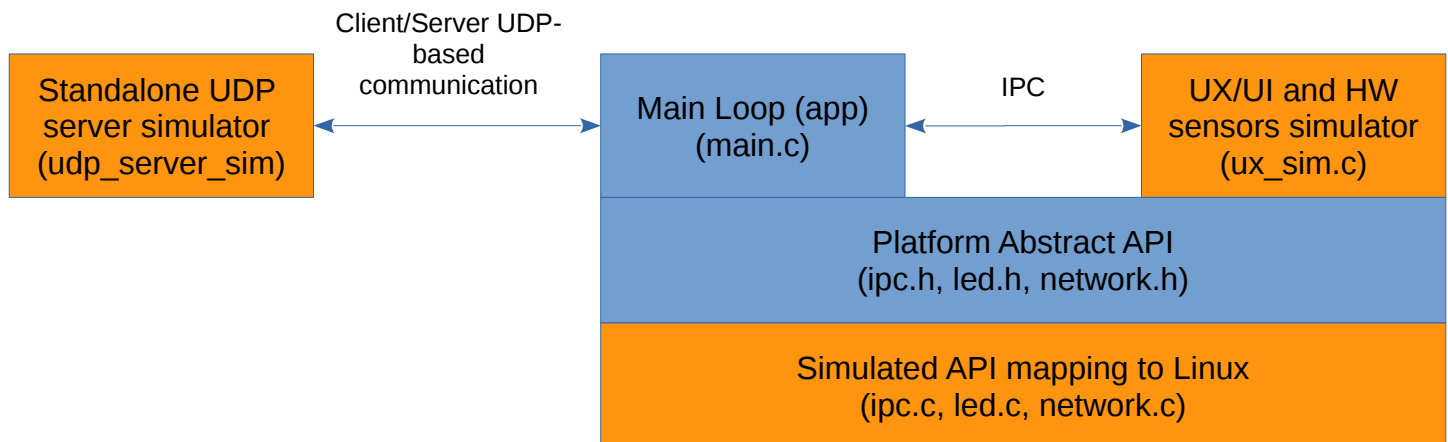 Client/Server UDP-
based
communication
Standalone UDP
server simulator
(udp_server_sim)
Main Loop (app)
(main.c)
IPC
UX/UI and HW
sensors simulator
(ux_sim.c)
Platform Abstract API
(ipc.h, led.h, network.h)
Simulated API mapping to Linux
(ipc.c, led.c, network.c)